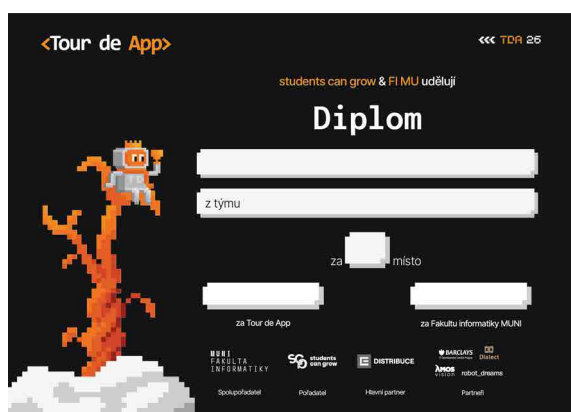 <Tour de App>
<<< TDA 26
students can grow & FI MU udělují
Diplom
z týmu
za místo
za Tour de App
za Fakultu informatiky MUNI
MUNI
FAKULTA
INFORMATIKY
students
can grow
DISTRIBUCE
BARCLAYS
Dialect
AMOS
vision
robot_dreams
Spolupořadatel
Pořadatel
Hlavní partner
Partneři